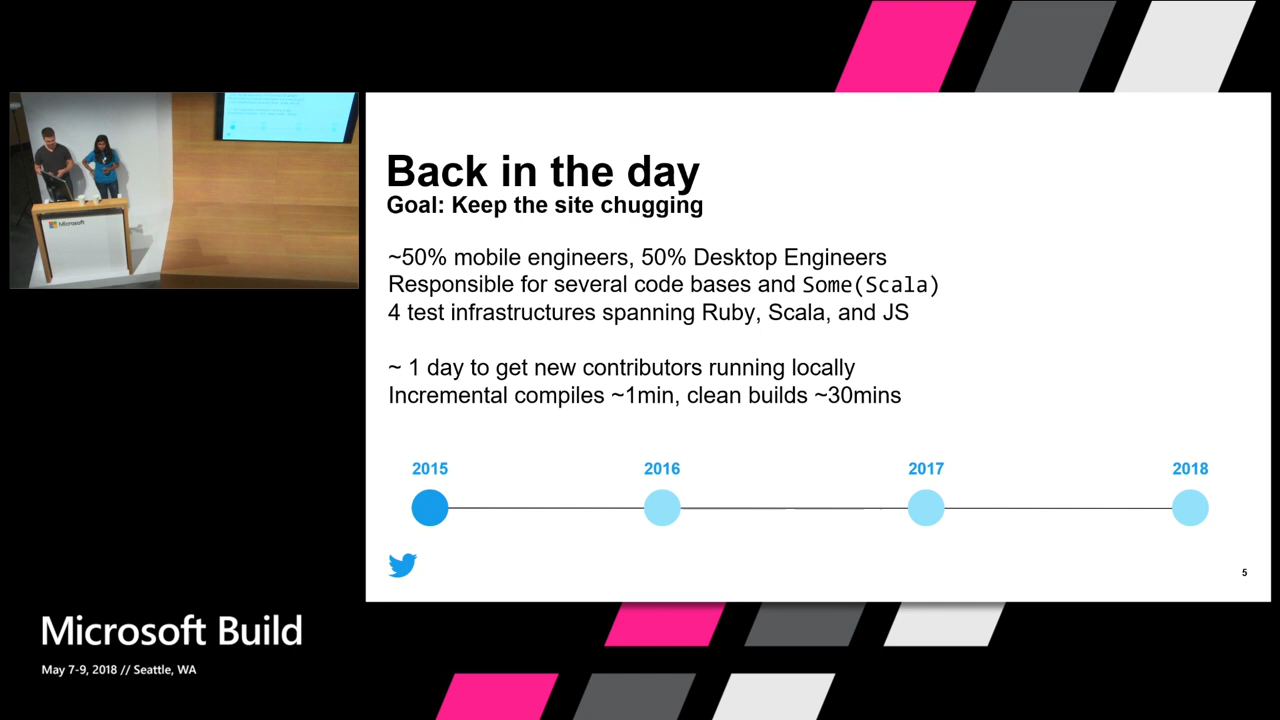 Back in the day
Goal: Keep the site chugging
~50% mobile engineers, 50% Desktop Engineers
Responsible for several code bases and Some(Scala)
4 test infrastructures spanning Ruby, Scala, and JS
~ 1 day to get new contributors running locally
Incremental compiles ~1min, clean builds ~30mins
2015
2016
2017
2018
5
Microsoft
Microsoft Build
May 7-9, 2018 // Seattle, WA